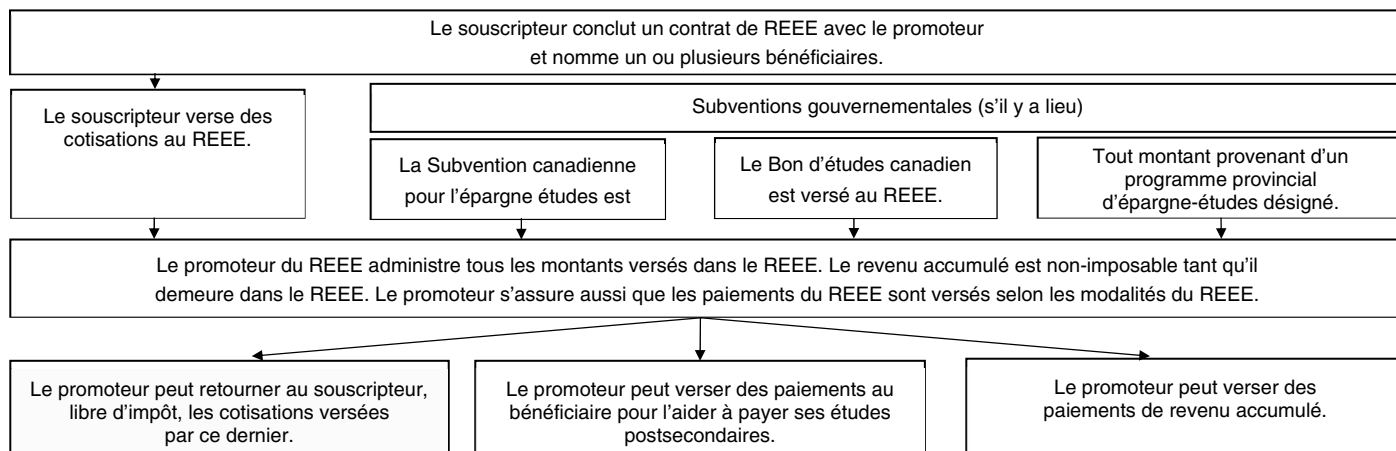 Le souscripteur conclut un contrat de REEE avec le promoteur
et nomme un ou plusieurs bénéficiaires.
Le souscripteur verse des
cotisations au REEE.
Subventions gouvernementales (s'il y a lieu)
La Subvention canadienne
pour l'épargne études est
Le Bon d'études canadien
est versé au REEE.
Tout montant provenant d'un
programme provincial
d'épargne-études désigné.
Le promoteur du REEE administre tous les montants versés dans le REEE. Le revenu accumulé est non-imposable tant qu'il
demeure dans le REEE. Le promoteur s'assure aussi que les paiements du REEE sont versés selon les modalités du REEE.
Le promoteur peut retourner au souscripteur,
libre d'impôt, les cotisations versées
par ce dernier.
Le promoteur peut verser des paiements au
bénéficiaire pour l'aider à payer ses études
postsecondaires.
Le promoteur peut verser des
paiements de revenu accumulé.